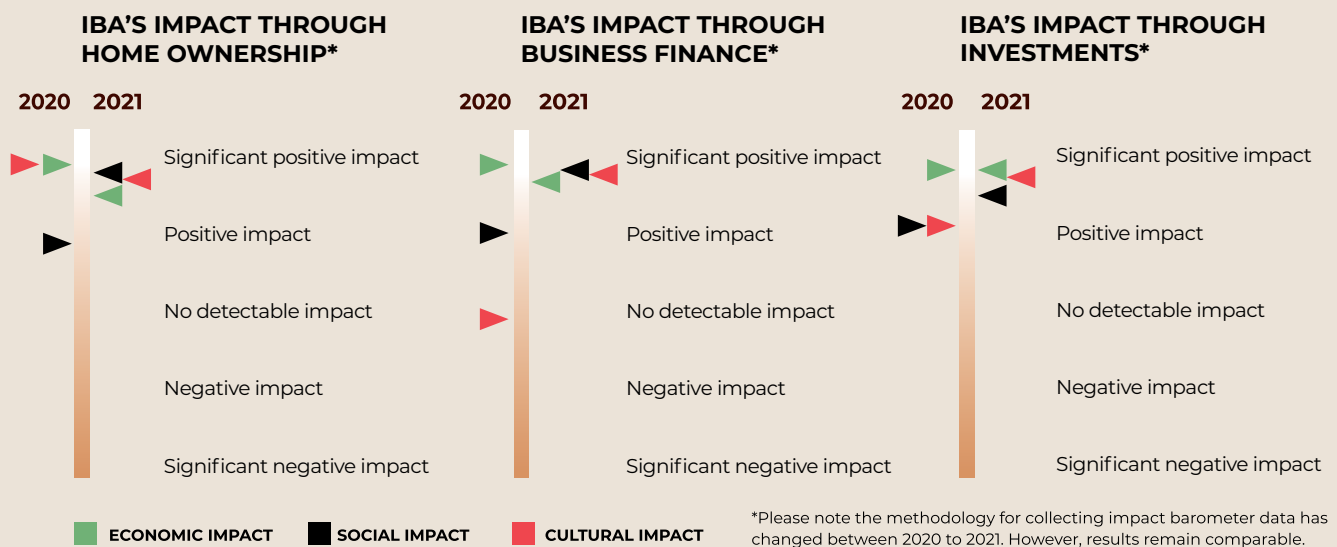 IBA'S IMPACT THROUGH
HOME OWNERSHIP*
2020 2021
Significant positive impact
Positive impact
No detectable impact
Negative impact
Significant negative impact
IBA'S IMPACT THROUGH
BUSINESS FINANCE*
2020 2021
Significant positive impact
Positive impact
No detectable impact
Negative impact
Significant negative impact
IBA'S IMPACT THROUGH
INVESTMENTS*
2020 2021
Significant positive impact
Positive impact
No detectable impact
Negative impact
Significant negative impact
ECONOMIC IMPACT SOCIAL IMPACT CULTURAL IMPACT
*Please note the methodology for collecting impact barometer data has
changed between 2020 to 2021. However, results remain comparable.